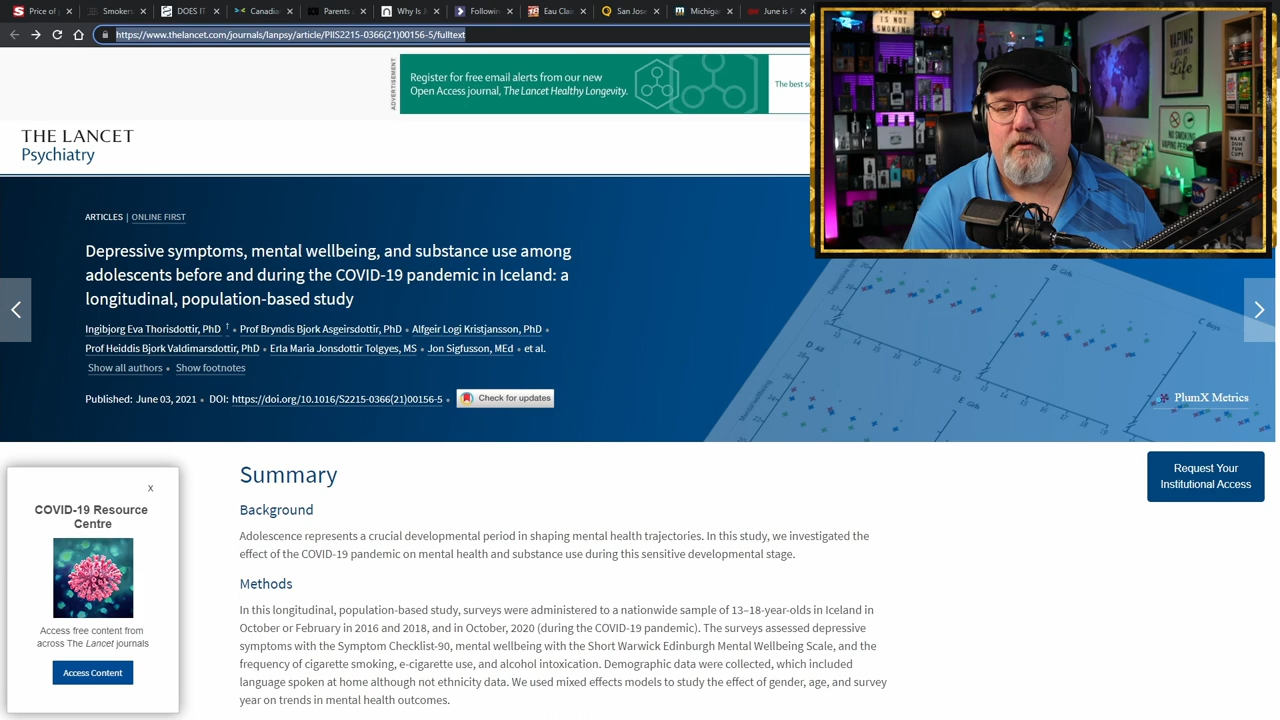 Price of
Smokers
DOES IT
Canadia
Parents a
Why Is J
Followin
Eau Clai
San Jose
Michiga
June is P
https://www.thelancet.com/journals/lanpsy/article/PIIS2215-0366(21)00156-5/fulltext
ADVERTISEMENT
Register for free email alerts from our new
Open Access journal, The Lancet Healthy Longevity.
The best s
THE LANCET
Psychiatry
ARTICLES | ONLINE FIRST
Depressive symptoms, mental wellbeing, and substance use among
adolescents before and during the COVID-19 pandemic in Iceland: a
longitudinal, population-based study
Ingibjorg Eva Thorisdottir, PhD † • Prof Bryndis Bjork Asgeirsdottir, PhD • Alfgeir Logi Kristjansson, PhD •
Prof Heiddis Bjork Valdimarsdottir, PhD • Erla Maria Jonsdottir Tolgyes, MS • Jon Sigfusson, MEd • et al.
Show all authors • Show footnotes
Published: June 03, 2021 • DOI: https://doi.org/10.1016/S2215-0366(21)00156-5 •
Check for updates
PlumX Metrics
Request Your
Institutional Access
X
COVID-19 Resource
Centre
Access free content from
across The Lancet journals
Access Content
Summary
Background
Adolescence represents a crucial developmental period in shaping mental health trajectories. In this study, we investigated the
effect of the COVID-19 pandemic on mental health and substance use during this sensitive developmental stage.
Methods
In this longitudinal, population-based study, surveys were administered to a nationwide sample of 13–18-year-olds in Iceland in
October or February in 2016 and 2018, and in October, 2020 (during the COVID-19 pandemic). The surveys assessed depressive
symptoms with the Symptom Checklist-90, mental wellbeing with the Short Warwick Edinburgh Mental Wellbeing Scale, and the
frequency of cigarette smoking, e-cigarette use, and alcohol intoxication. Demographic data were collected, which included
language spoken at home although not ethnicity data. We used mixed effects models to study the effect of gender, age, and survey
year on trends in mental health outcomes.
VAPING
IS NOT
SMOKING
VAPING
Life
NO SMOKING
VAPING
NASA
B Girls
C Boys
D All
E Girls
Mental wellbeing